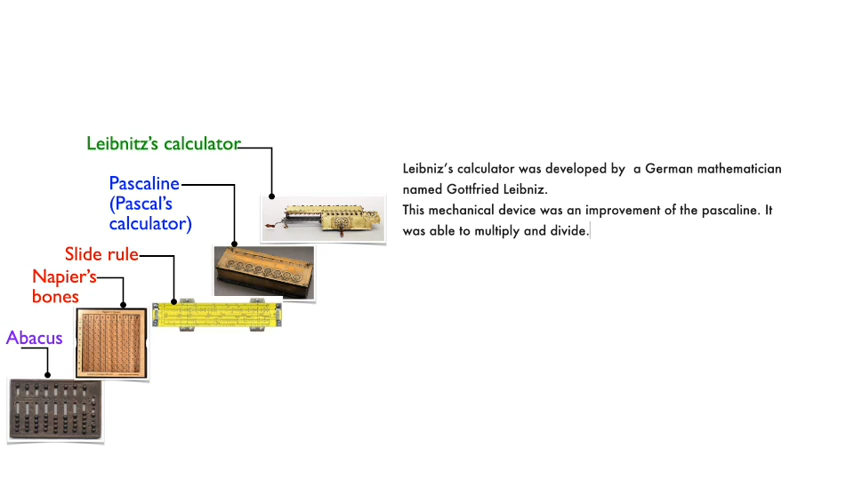 Leibnitz's calculator
Pascaline
(Pascal's
calculator)
Slide rule
Napier's
bones
Abacus
Leibniz's calculator was developed by  a German mathematician
named Gottfried Leibniz.
This mechanical device was an improvement of the pascaline. It
was able to multiply and divide.